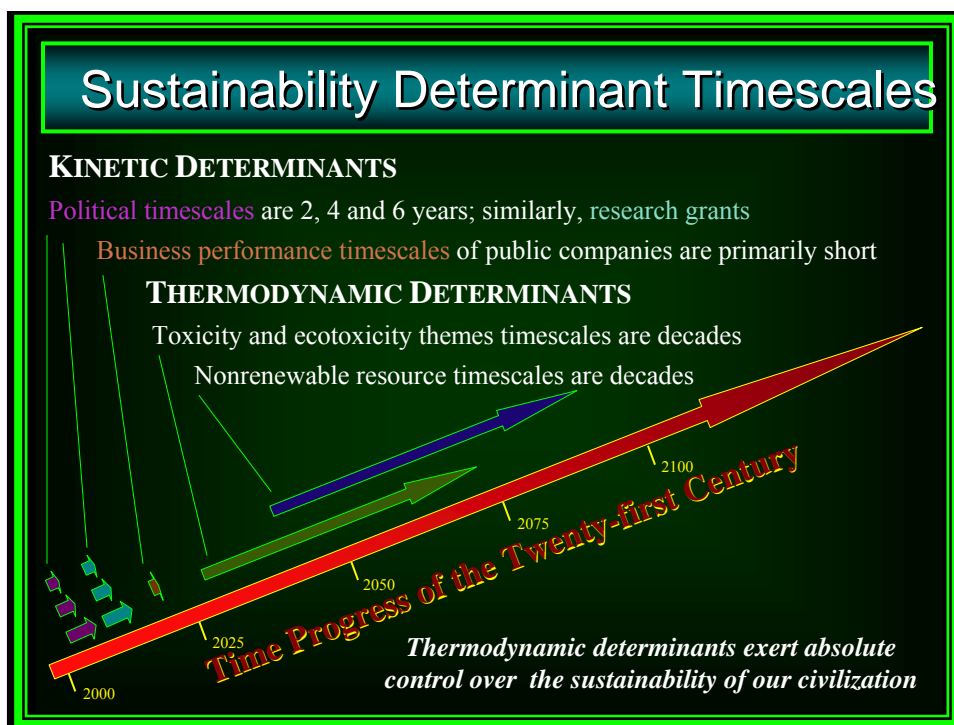 Sustainability Determinant Timescales
KINETIC DETERMINANTS
Political timescales are 2, 4 and 6 years; similarly, research grants
Business performance timescales of public companies are primarily short
THERMODYNAMIC DETERMINANTS
Toxicity and ecotoxicity themes timescales are decades
Nonrenewable resource timescales are decades
2100
2075
2050
2025
2000
Time Progress of the Twenty-first Century
Thermodynamic determinants exert absolute
control over the sustainability of our civilization